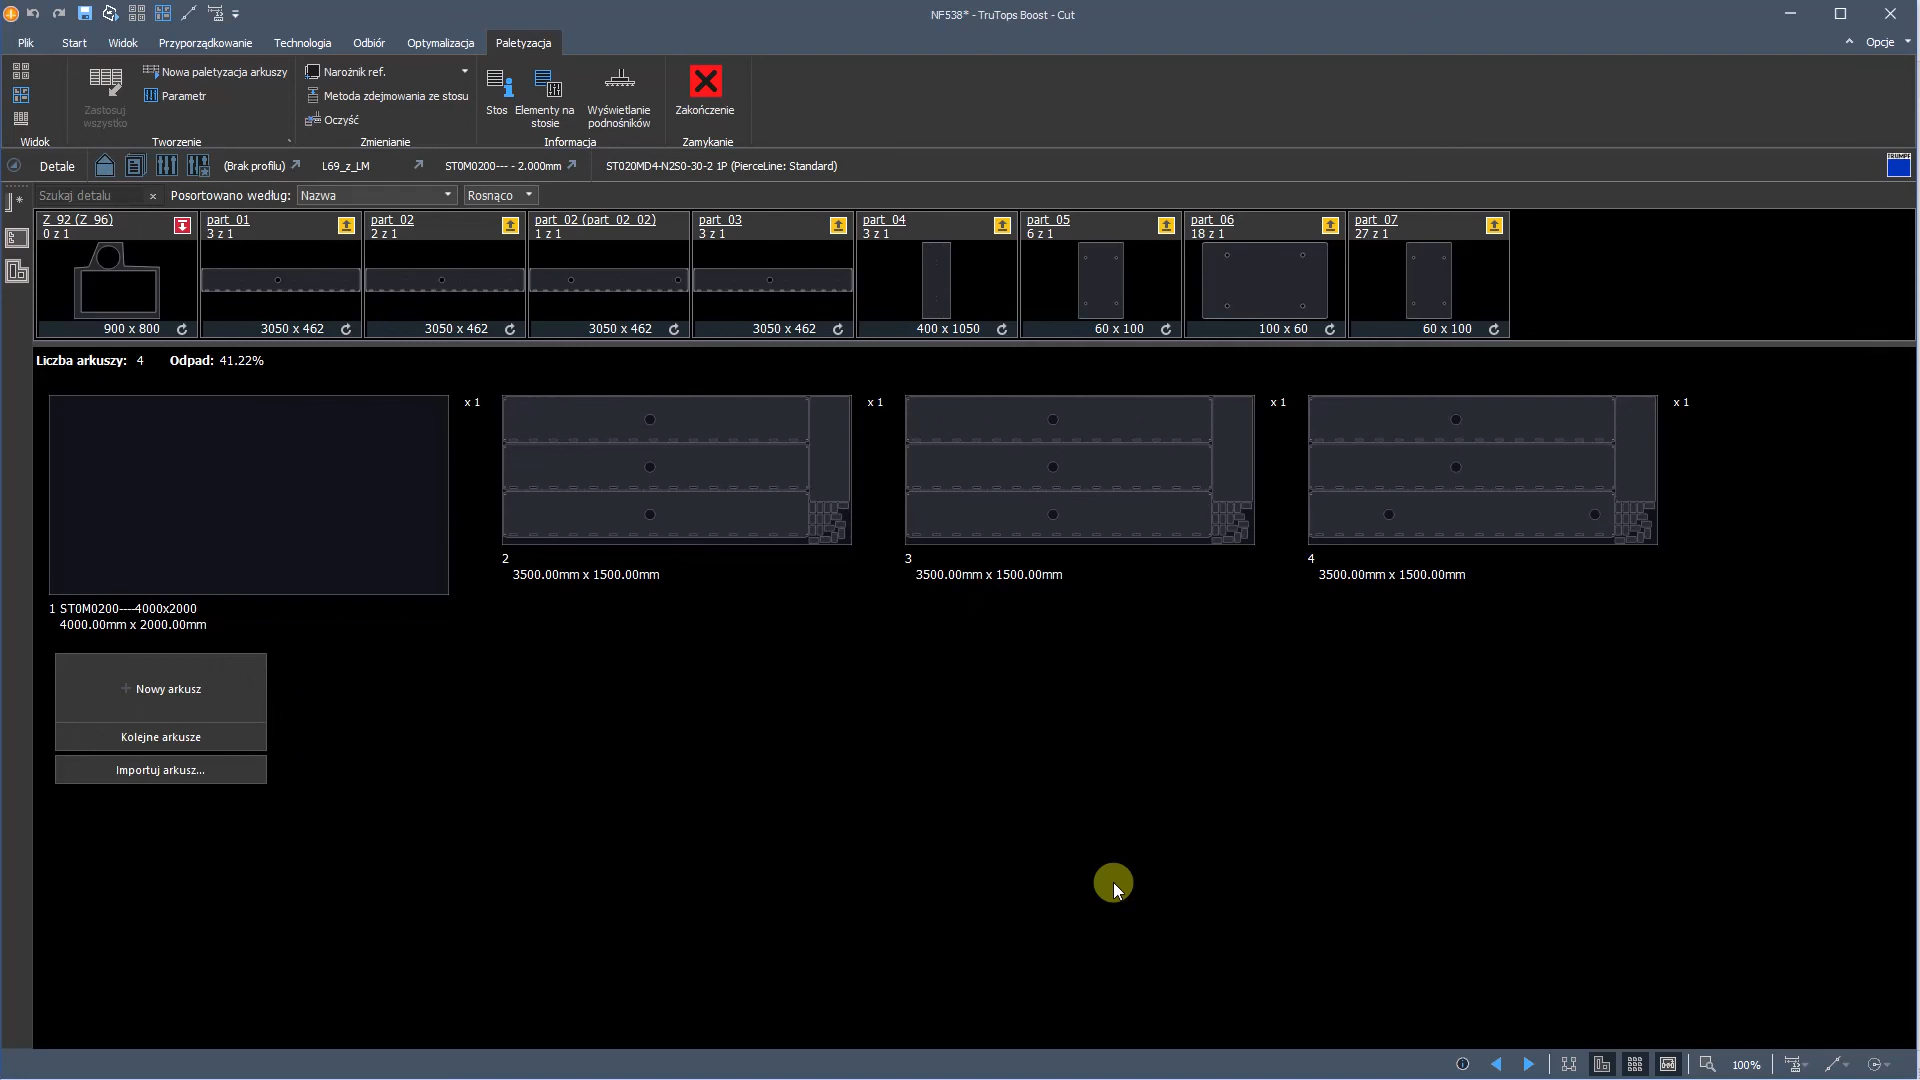 NF538* - TruTops Boost - Cut
Plik Start Widok Przyporządkowanie Technologia Odbiór Optymalizacja Paletyzacja Opcje
Zastosuj wszystko
Nowa paletyzacja arkuszy
Parametr
Narożnik ref.
Metoda zdejmowania ze stosu
Oczyść
Stos
Elementy na stosie
Wyświetlanie podnośników
Zakończenie
Widok Tworzenie Zmienianie Informacja Zamykanie
Detale (Brak profilu) L69_z_LM ST0M0200--- - 2.000mm ST020MD4-N2S0-30-2 1P (PierceLine: Standard)
TRUMPF
Szukaj detalu × Posortowano według: Nazwa Rosnąco
Z_92 (Z_96) part_01 part_02 part_02 (part_02_02) part_03 part_04 part_05 part_06 part_07
0 z 1 3 z 1 2 z 1 1 z 1 3 z 1 3 z 1 6 z 1 18 z 1 27 z 1
900 x 800 3050 x 462 3050 x 462 3050 x 462 3050 x 462 400 x 1050 60 x 100 100 x 60 60 x 100
Liczba arkuszy: 4 Odpad: 41.22%
x 1 x 1 x 1 x 1
2 3 4
3500.00mm x 1500.00mm 3500.00mm x 1500.00mm 3500.00mm x 1500.00mm
1 ST0M0200----4000x2000
4000.00mm x 2000.00mm
+ Nowy arkusz
Kolejne arkusze
Importuj arkusz...
100%